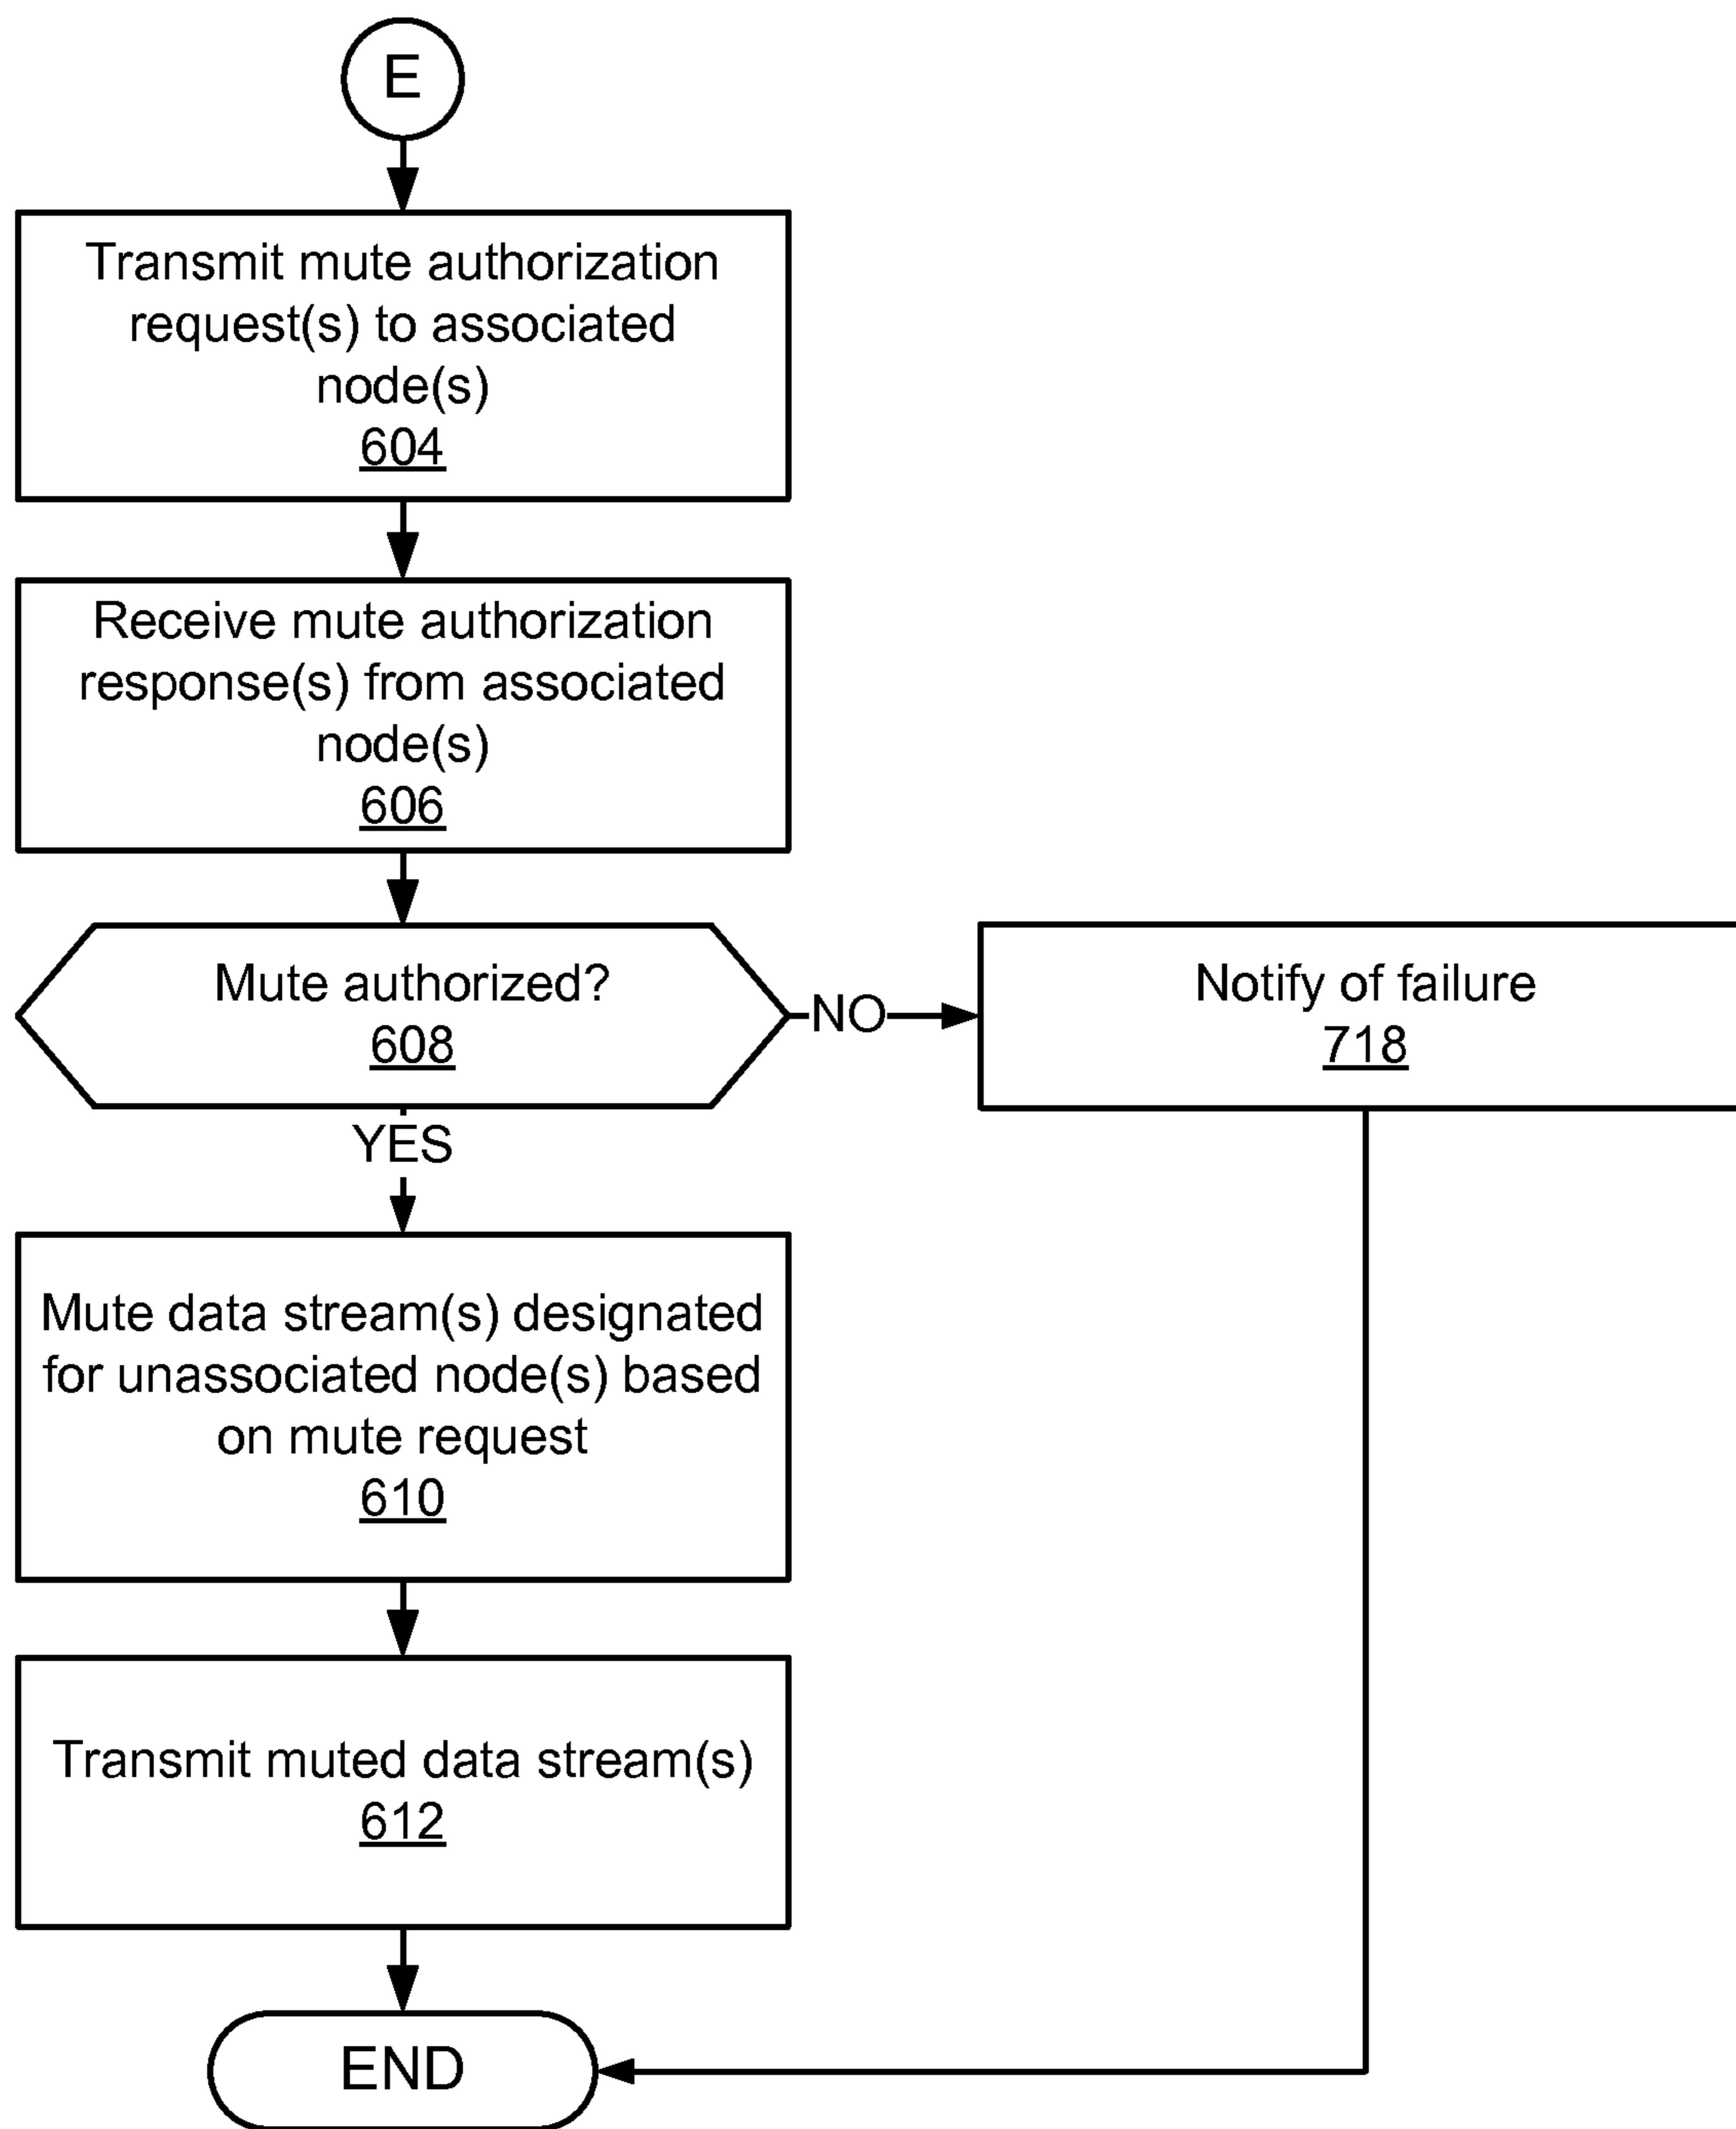 E
Transmit mute authorization
request(s) to associated
node(s)
604
Receive mute authorization
response(s) from associated
node(s)
606
Mute authorized?
608
NO
Notify of failure
718
YES
Mute data stream(s) designated
for unassociated node(s) based
on mute request
610
Transmit muted data stream(s)
612
END